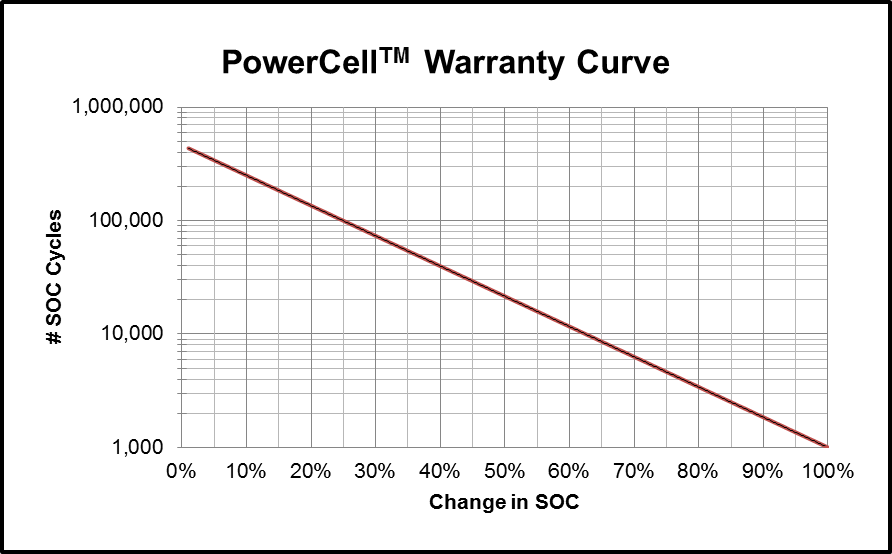 PowerCell™ Warranty Curve
1,000,000
100,000
10,000
1,000
# SOC Cycles
0% 10% 20% 30% 40% 50% 60% 70% 80% 90% 100%
Change in SOC